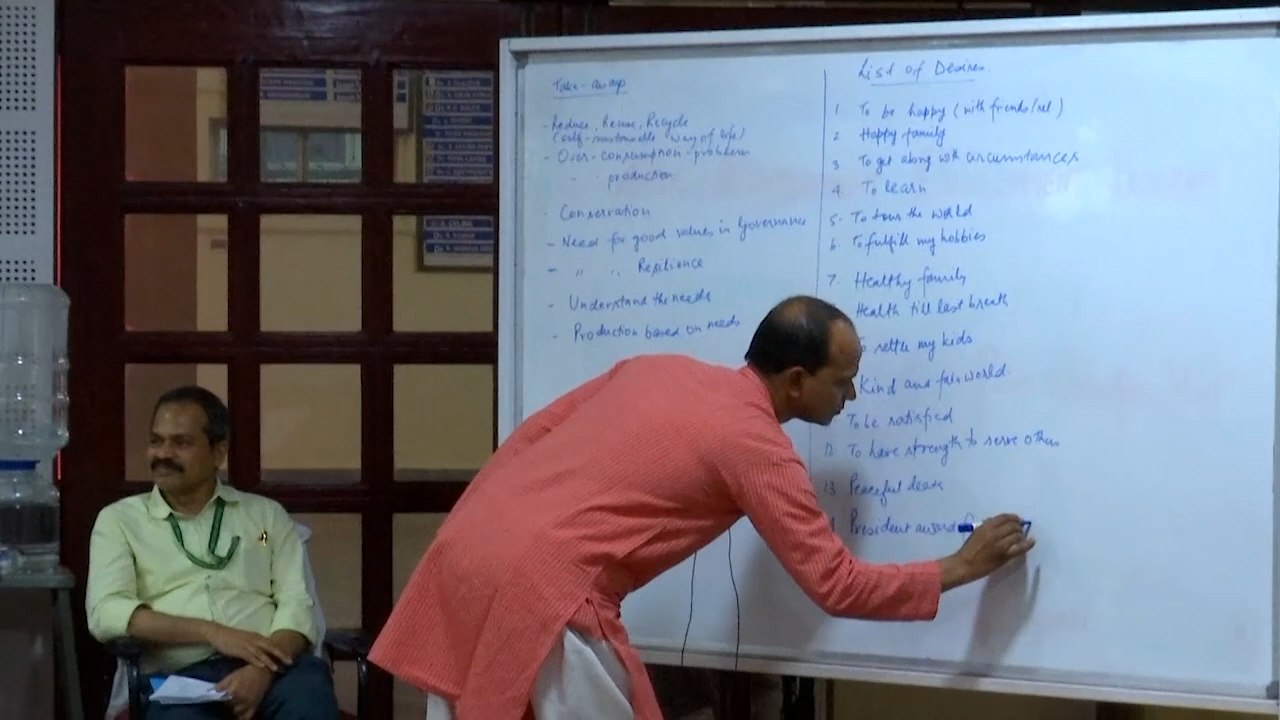 Take-aways
- Reduce, Reuse, Recycle
(self-sustainable way of life)
- Over-consumption-problem
" " production
- Conservation
- Need for good values in Governance
- " " Resilience
- Understand the needs
- Production based on needs
List of Desires
1. To be happy (with friends/rel)
2 Happy family
3 To get along with circumstances
4. To learn
5. To tour the world
6. To fulfill my hobbies
7. Healthy family
Health till last breath
To settle my kids
Kind and fair world.
To be satisfied
12. To have strength to serve others
13 Peaceful death
President award